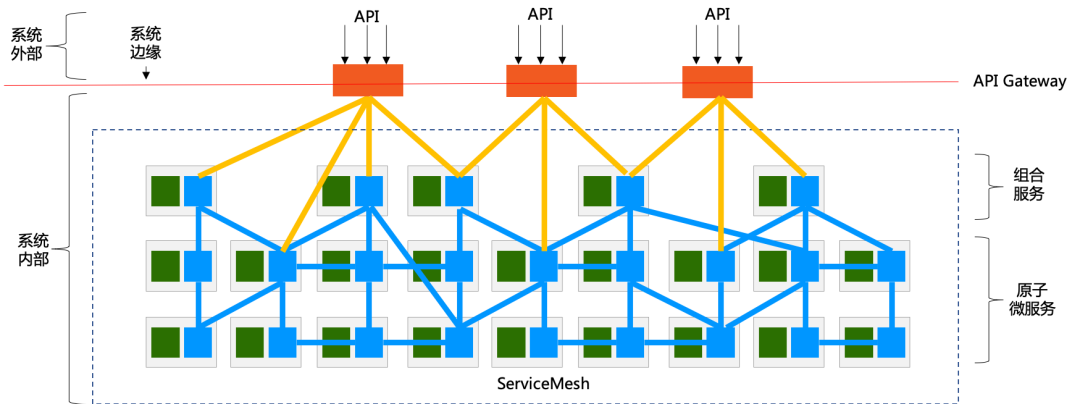 API
API
API
系统
外部
系统
边缘
API Gateway
组合
服务
系统
内部
原子
微服务
ServiceMesh